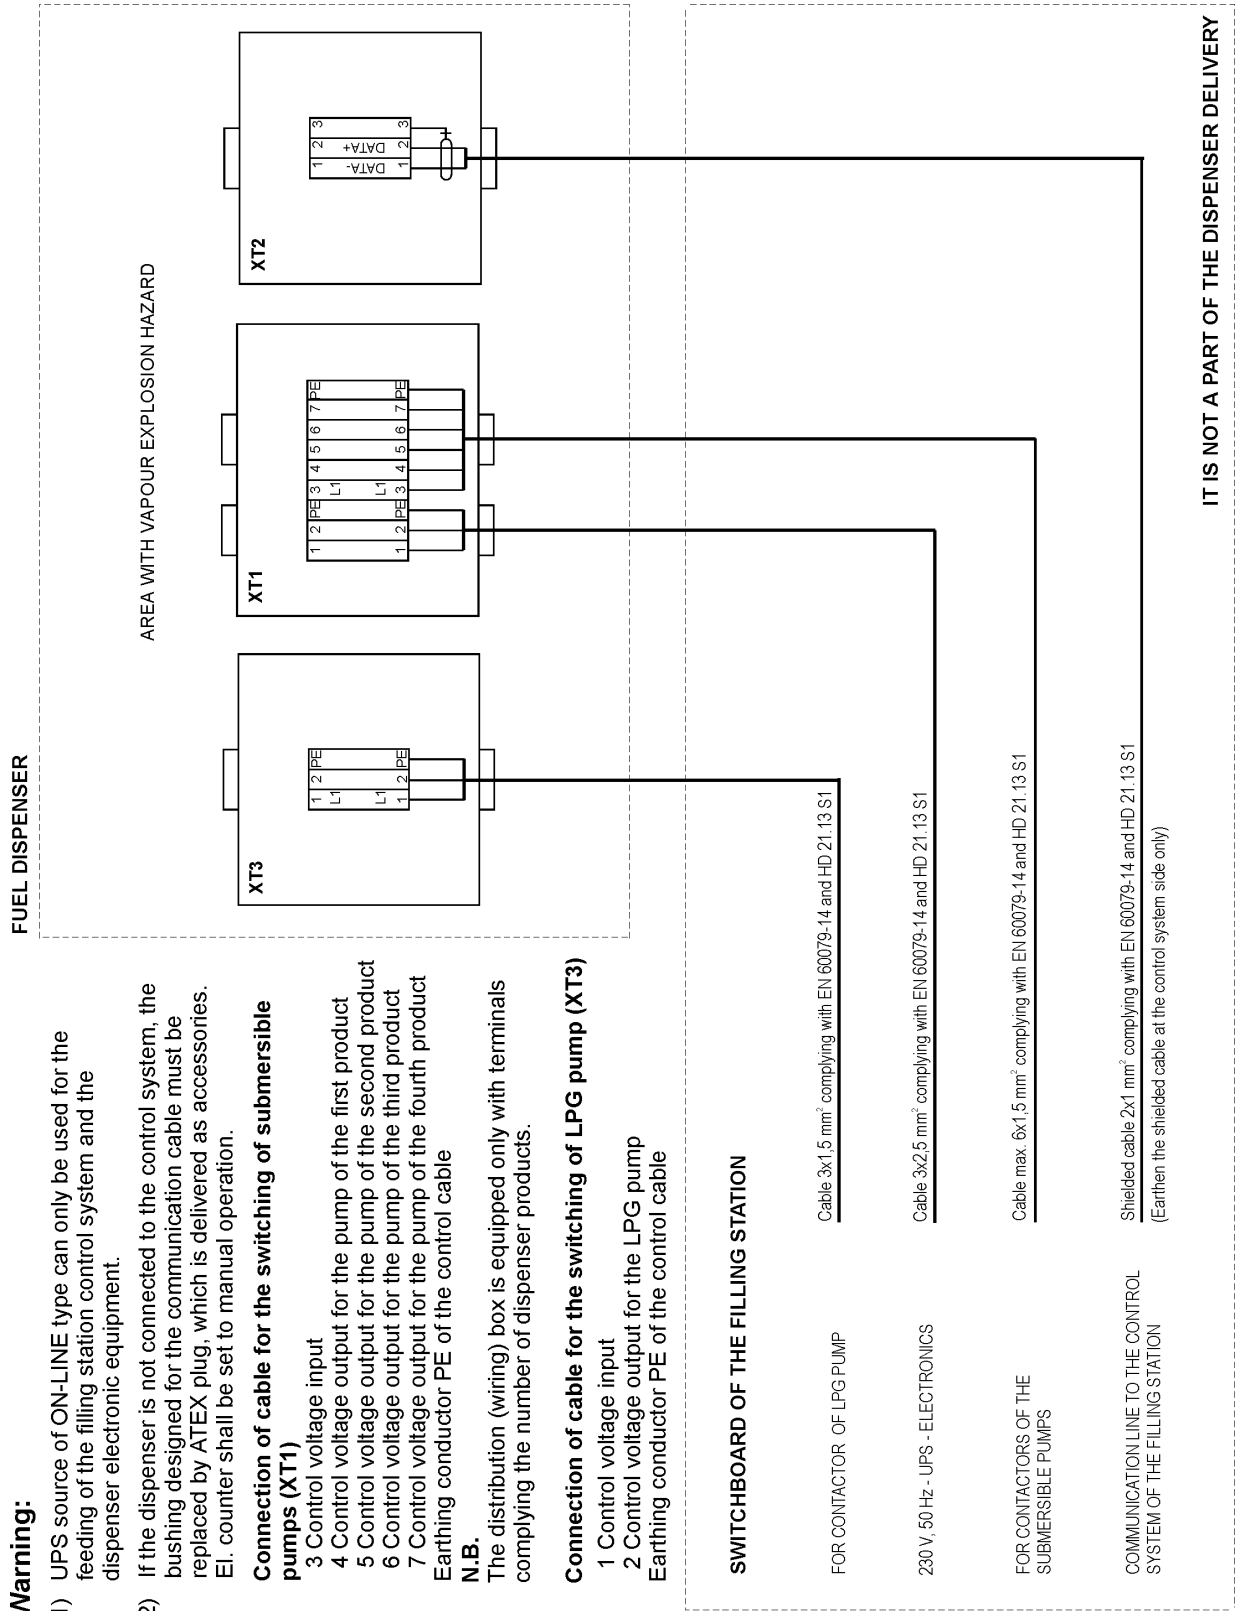 Warning:
1) UPS source of ON-LINE type can only be used for the
feeding of the filling station control system and the
dispenser electronic equipment.
2) If the dispenser is not connected to the control system, the
bushing designed for the communication cable must be
replaced by ATEX plug, which is delivered as accessories.
El. counter shall be set to manual operation.
Connection of cable for the switching of submersible
pumps (XT1)
3 Control voltage input
4 Control voltage output for the pump of the first product
5 Control voltage output for the pump of the second product
6 Control voltage output for the pump of the third product
7 Control voltage output for the pump of the fourth product
Earthing conductor PE of the control cable
N.B.
The distribution (wiring) box is equipped only with terminals
complying the number of dispenser products.
Connection of cable for the switching of LPG pump (XT3)
1 Control voltage input
2 Control voltage output for the LPG pump
Earthing conductor PE of the control cable
FUEL DISPENSER
AREA WITH VAPOUR EXPLOSION HAZARD
XT3
1 2 PE
L1
L1
1 2 PE
XT1
1 2 PE 3 4 5 6 7 PE
L1
L1
1 2 PE 3 4 5 6 7 PE
XT2
1 2 3
DATA-
DATA+
1 2 3
SWITCHBOARD OF THE FILLING STATION
FOR CONTACTOR OF LPG PUMP
Cable 3x1,5 mm² complying with EN 60079-14 and HD 21.13 S1
230 V, 50 Hz - UPS - ELECTRONICS
Cable 3x2,5 mm² complying with EN 60079-14 and HD 21.13 S1
FOR CONTACTORS OF THE
SUBMERSIBLE PUMPS
Cable max. 6x1,5 mm² complying with EN 60079-14 and HD 21.13 S1
COMMUNICATION LINE TO THE CONTROL
SYSTEM OF THE FILLING STATION
Shielded cable 2x1 mm² complying with EN 60079-14 and HD 21.13 S1
(Earthen the shielded cable at the control system side only)
IT IS NOT A PART OF THE DISPENSER DELIVERY